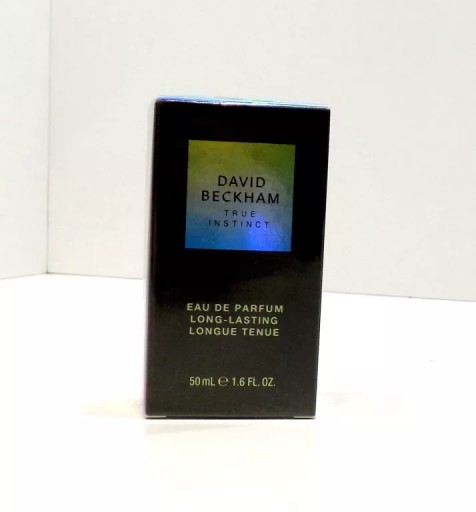 DAVID
BECKHAM
TRUE
INSTINCT
EAU DE PARFUM
LONG-LASTING
LONGUE TENUE
50 mL ℮ 1.6 FL. OZ.